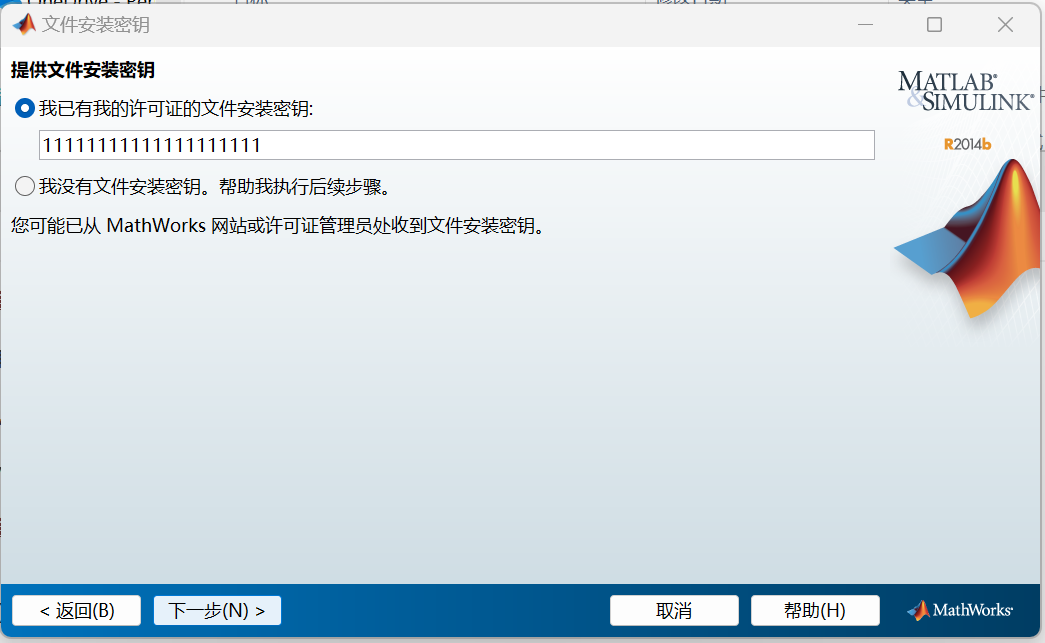 文件安装密钥
提供文件安装密钥
我已有我的许可证的文件安装密钥:
11111111111111111111
我没有文件安装密钥。帮助我执行后续步骤。
您可能已从 MathWorks 网站或许可证管理员处收到文件安装密钥。
MATLAB®
&SIMULINK®
R2014b
< 返回(B)
下一步(N) >
取消
帮助(H)
MathWorks®